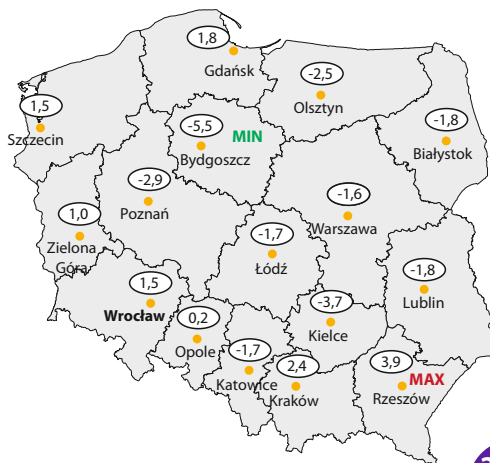 1,8
Gdańsk
-2,5
Olsztyn
1,5
Szczecin
-5,5
MIN
Bydgoszcz
-1,8
Białystok
-2,9
Poznań
-1,6
Warszawa
1,0
Zielona
Góra
-1,7
Łódź
-1,8
Lublin
1,5
Wrocław
0,2
Opole
-3,7
Kielce
-1,7
Katowice
2,4
Kraków
3,9
MAX
Rzeszów